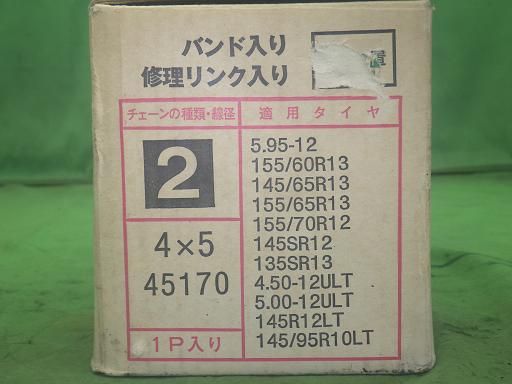 バンド入り
修理リンク入り
チェーンの種類・線径
適用タイヤ
2
4×5
45170
1P入り
5.95-12
155/60R13
145/65R13
155/65R13
155/70R12
145SR12
135SR13
4.50-12ULT
5.00-12ULT
145R12LT
145/95R10LT